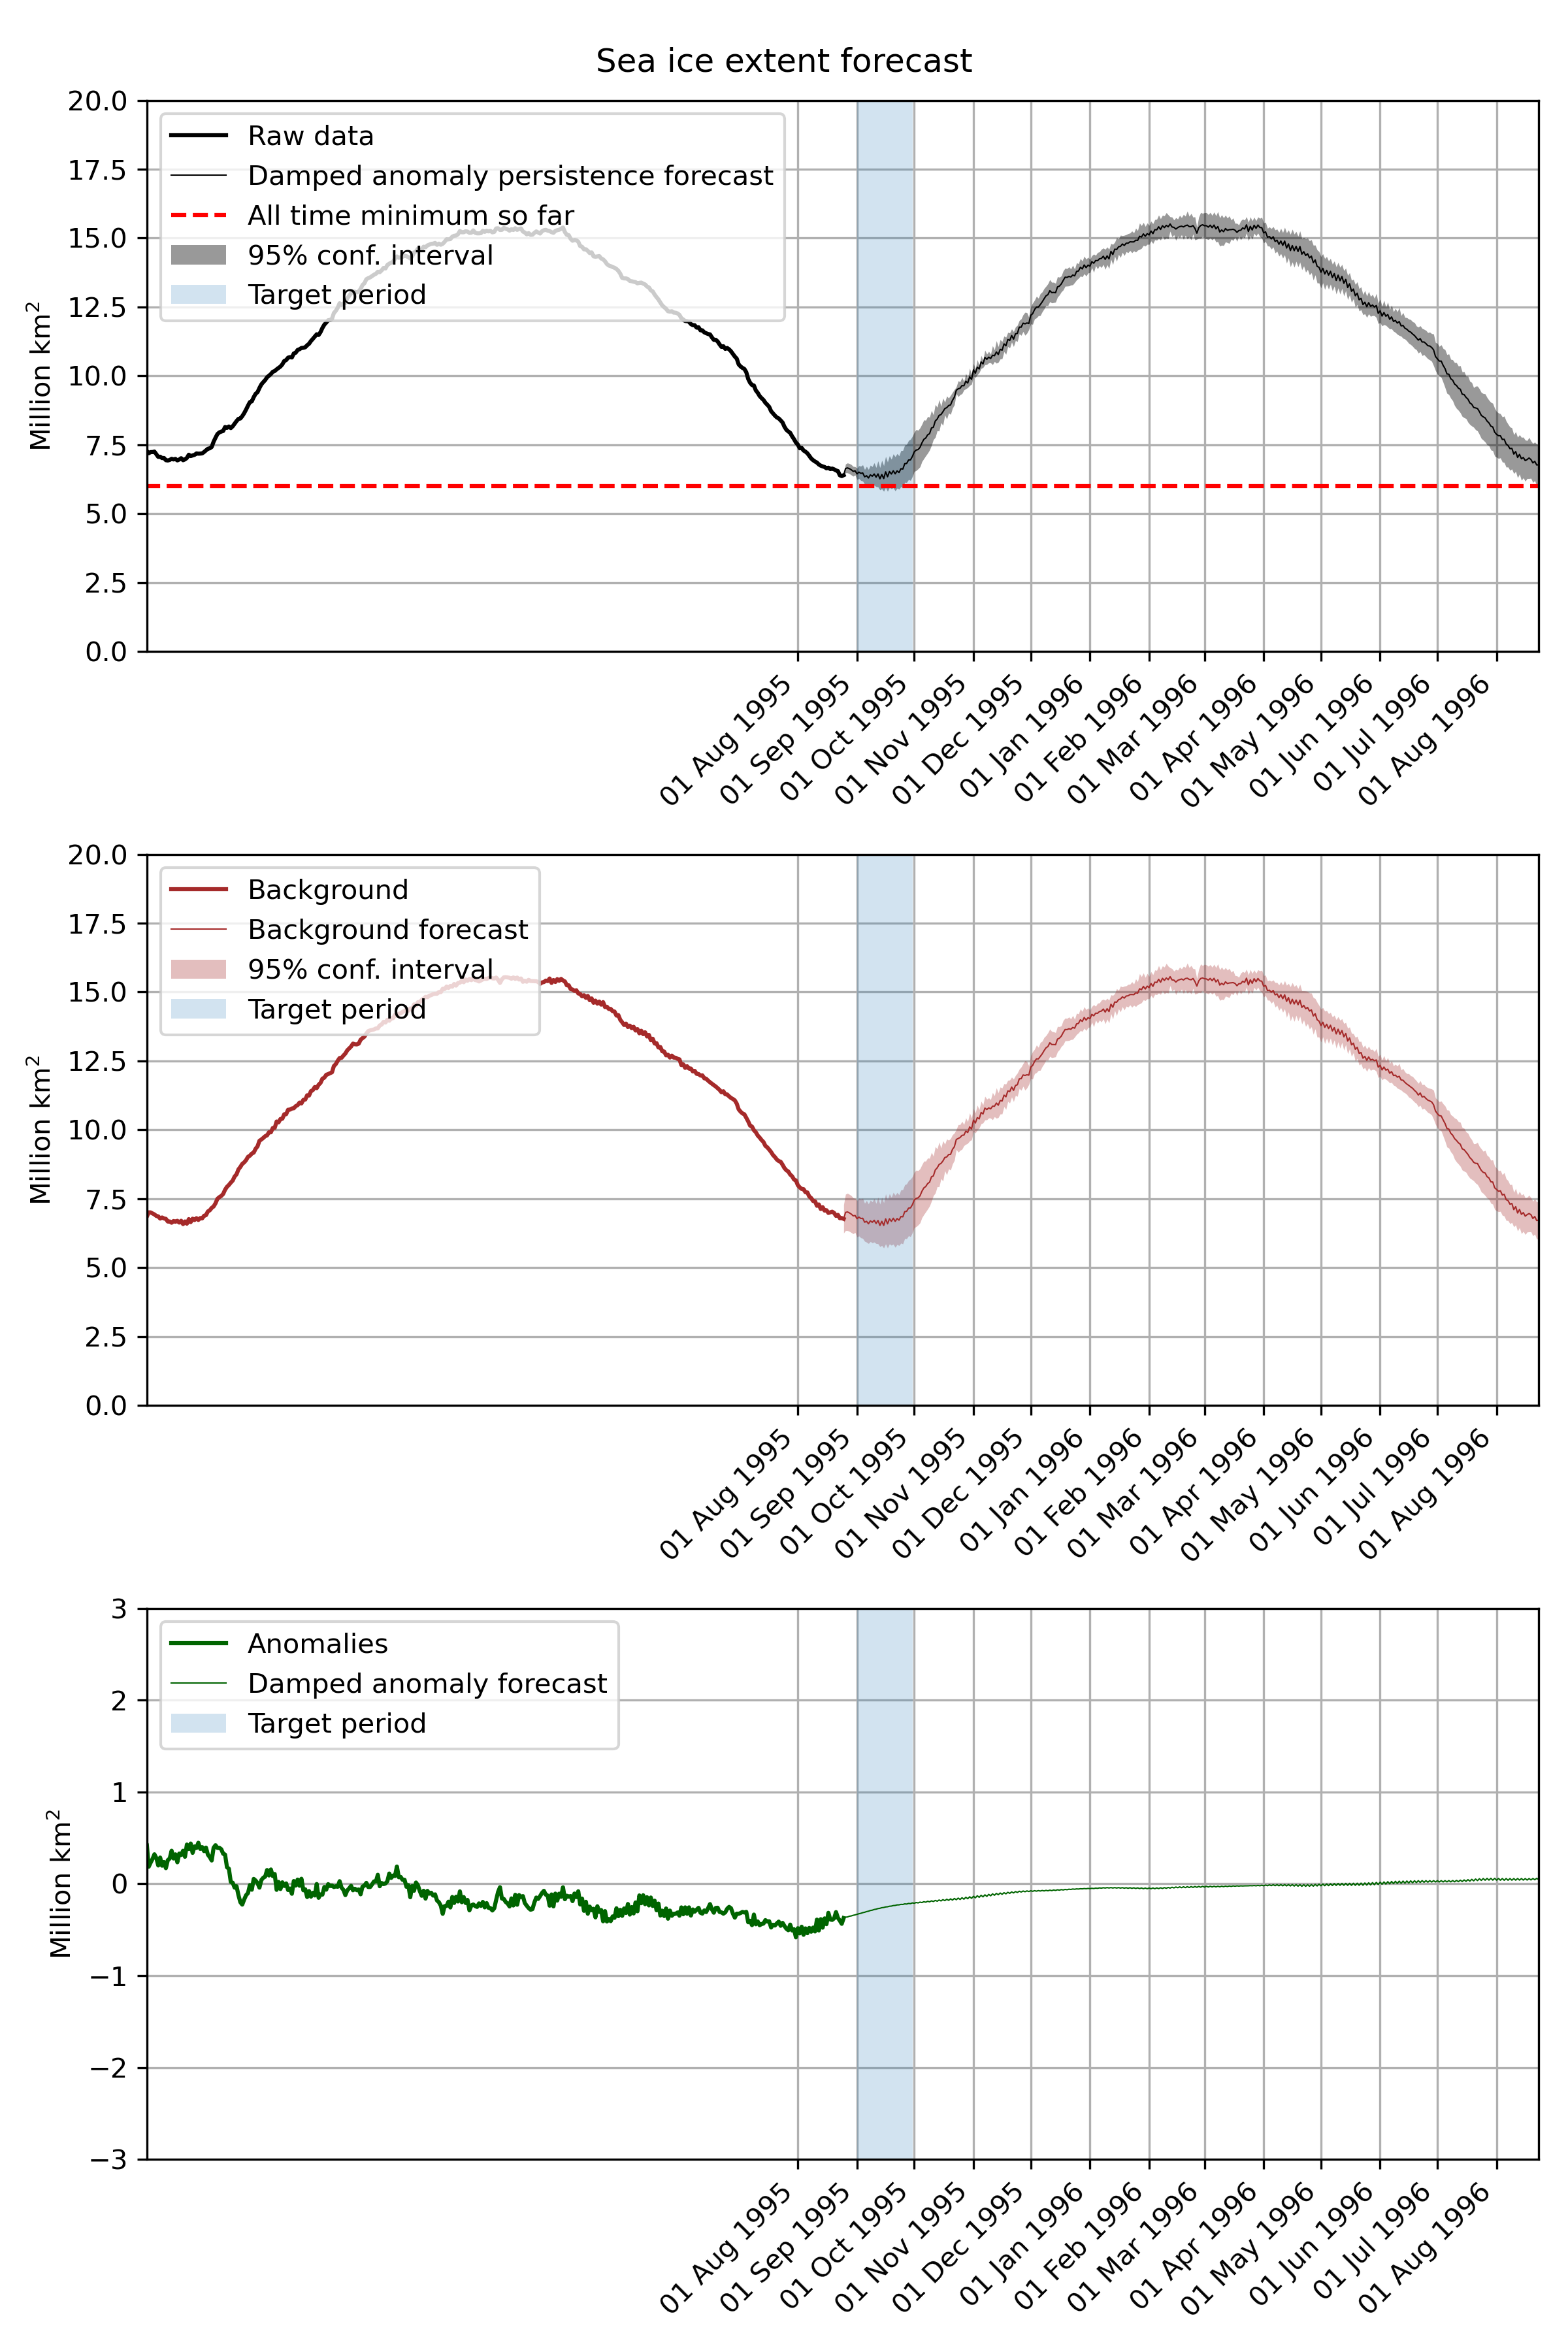 Sea ice extent forecast
20.0
17.5
15.0
12.5
10.0
7.5
5.0
2.5
0.0
Million km²
Raw data
Damped anomaly persistence forecast
All time minimum so far
95% conf. interval
Target period
01 Aug 1995
01 Sep 1995
01 Oct 1995
01 Nov 1995
01 Dec 1995
01 Jan 1996
01 Feb 1996
01 Mar 1996
01 Apr 1996
01 May 1996
01 Jun 1996
01 Jul 1996
01 Aug 1996
20.0
17.5
15.0
12.5
10.0
7.5
5.0
2.5
0.0
Million km²
Background
Background forecast
95% conf. interval
Target period
01 Aug 1995
01 Sep 1995
01 Oct 1995
01 Nov 1995
01 Dec 1995
01 Jan 1996
01 Feb 1996
01 Mar 1996
01 Apr 1996
01 May 1996
01 Jun 1996
01 Jul 1996
01 Aug 1996
3
2
1
0
−1
−2
−3
Million km²
Anomalies
Damped anomaly forecast
Target period
01 Aug 1995
01 Sep 1995
01 Oct 1995
01 Nov 1995
01 Dec 1995
01 Jan 1996
01 Feb 1996
01 Mar 1996
01 Apr 1996
01 May 1996
01 Jun 1996
01 Jul 1996
01 Aug 1996